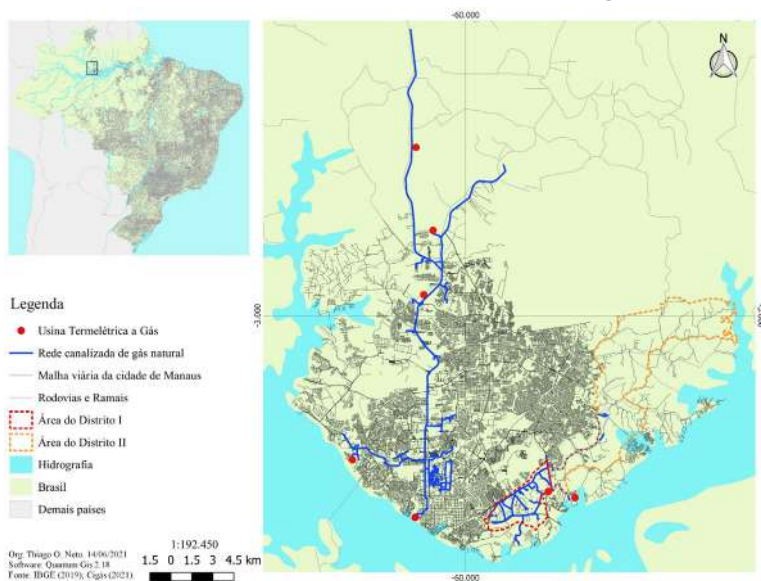 -60.000
N
-3.000
Legenda
Usina Termelétrica a Gás
Rede canalizada de gás natural
Malha viária da cidade de Manaus
Rodovias e Ramais
Área do Distrito I
Área do Distrito II
Hidrografia
Brasil
Demais países
1:192.450
1.5 0 1.5 3 4.5 km
Org: Thiago O. Neto. 14/06/2021
Software: Quantum Gis 2.18
Fonte: IBGE (2019); Cigás (2021).
-60.000